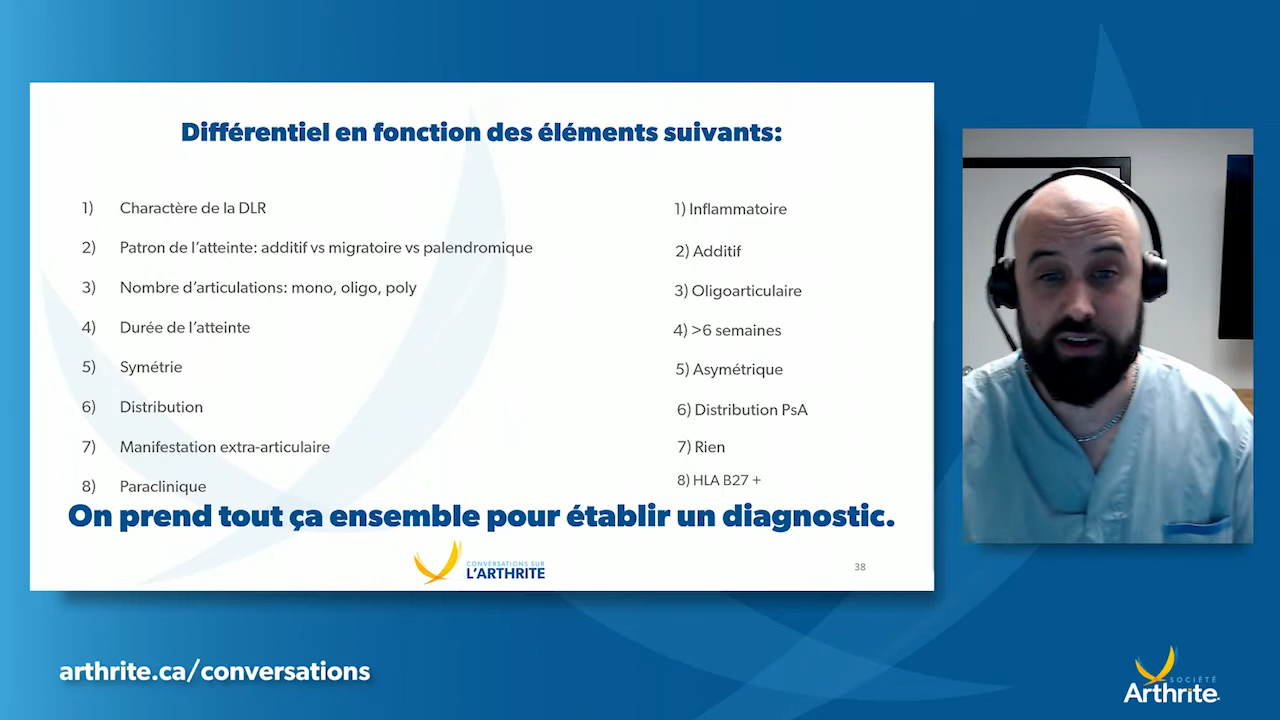 Différentiel en fonction des éléments suivants:
1) Charactère de la DLR
2) Patron de l'atteinte: additif vs migratoire vs palendromique
3) Nombre d'articulations: mono, oligo, poly
4) Durée de l'atteinte
5) Symétrie
6) Distribution
7) Manifestation extra-articulaire
8) Paraclinique
1) Inflammatoire
2) Additif
3) Oligoarticulaire
4) >6 semaines
5) Asymétrique
6) Distribution PsA
7) Rien
8) HLA B27 +
On prend tout ça ensemble pour établir un diagnostic.
CONVERSATIONS SUR
L'ARTHRITE
38
arthrite.ca/conversations
SOCIÉTÉ
Arthrite